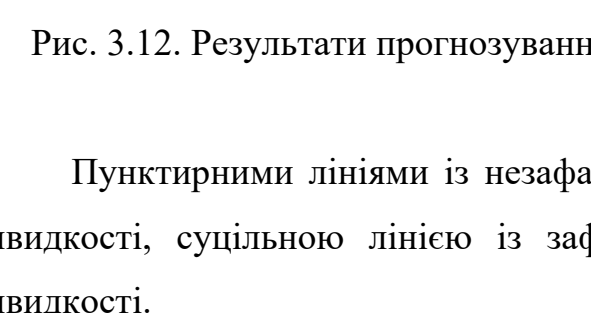 Рис. 3.12. Результати прогнозуванн
Пунктирними лініями із незафа
видкості, суцільною лінією із заф
видкості.